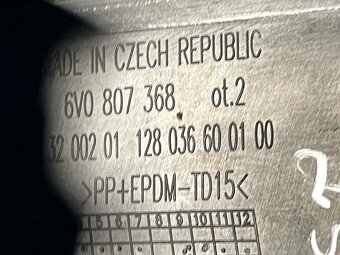 MADE IN CZECH REPUBLIC
6V0 807 368 ot.2
32 002 01 128 036 60 01 00
>PP+EPDM-TD15<
5 6 7 8 9 10 11 12